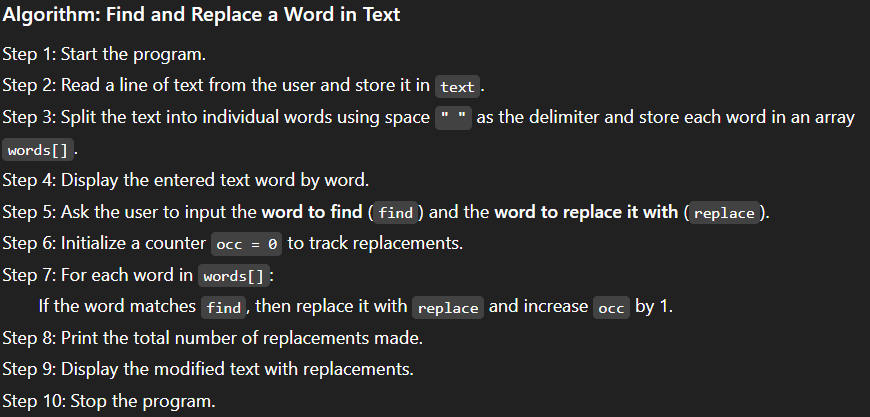 Algorithm: Find and Replace a Word in Text
Step 1: Start the program.
Step 2: Read a line of text from the user and store it in text.
Step 3: Split the text into individual words using space " " as the delimiter and store each word in an array
words[].
Step 4: Display the entered text word by word.
Step 5: Ask the user to input the word to find (find) and the word to replace it with (replace).
Step 6: Initialize a counter occ = 0 to track replacements.
Step 7: For each word in words[]:
If the word matches find, then replace it with replace and increase occ by 1.
Step 8: Print the total number of replacements made.
Step 9: Display the modified text with replacements.
Step 10: Stop the program.